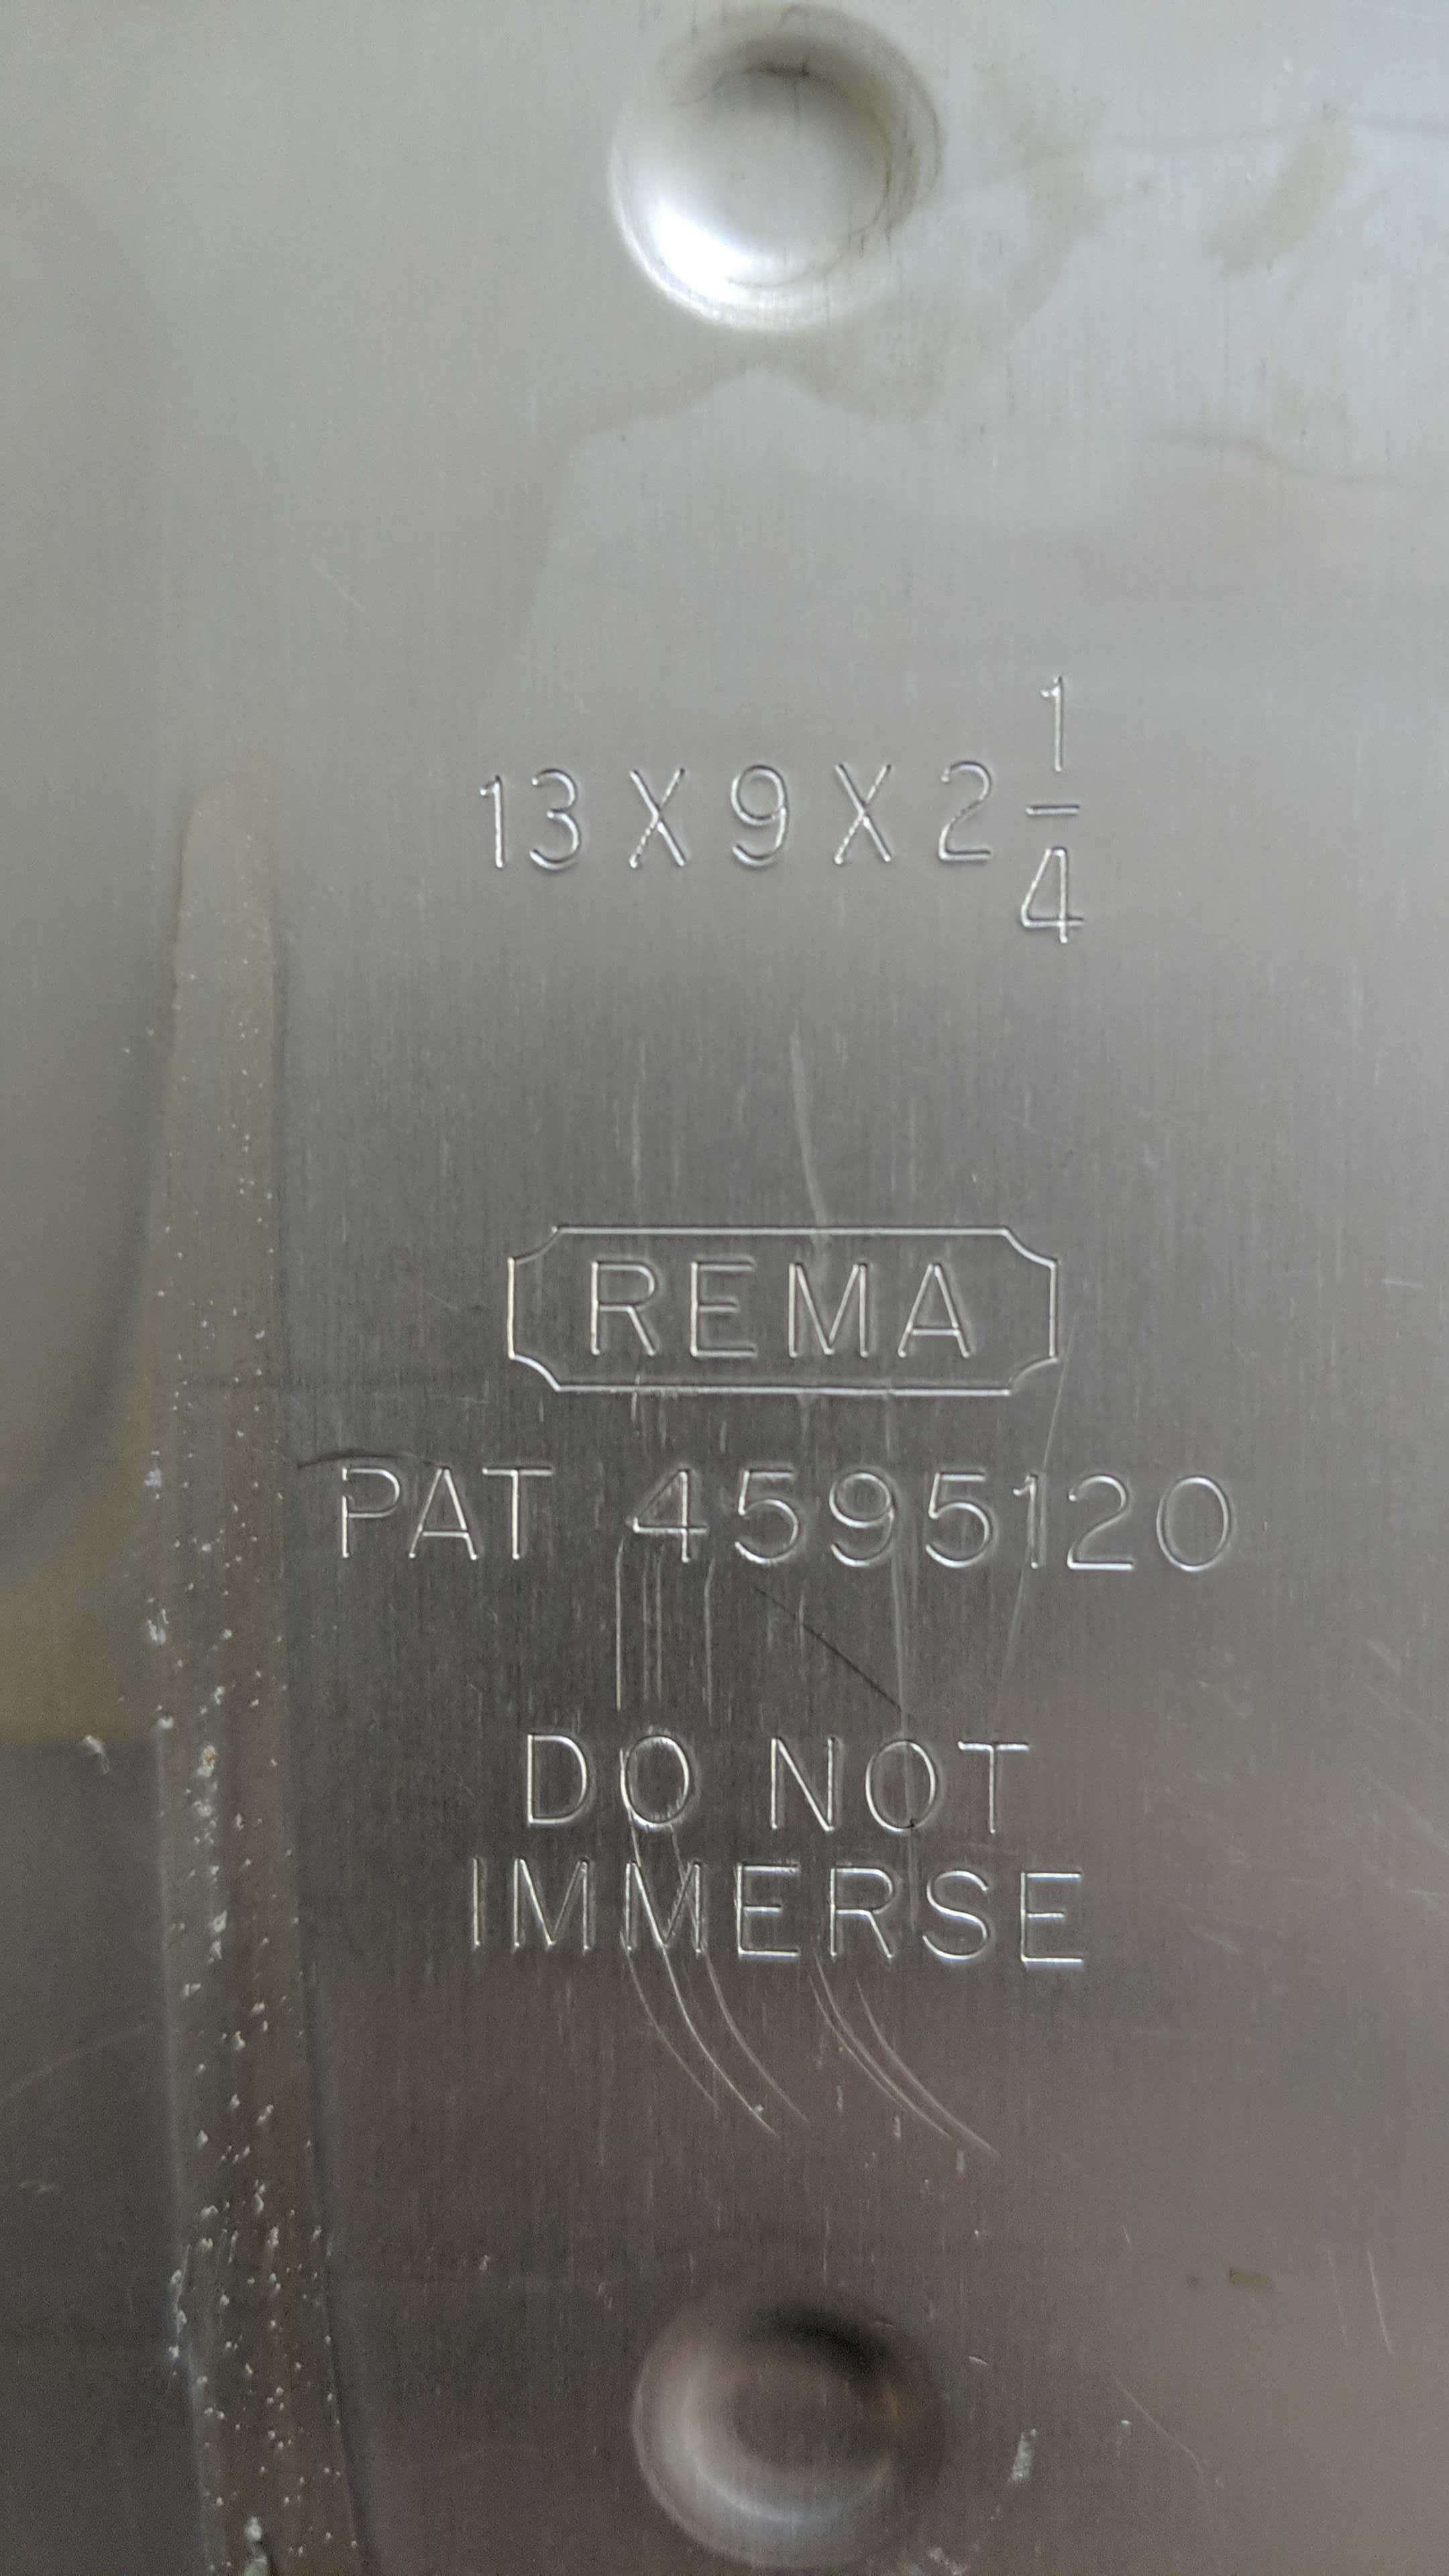 13 X 9 X 2 1/4
REMA
PAT 4595120
DO NOT
IMMERSE